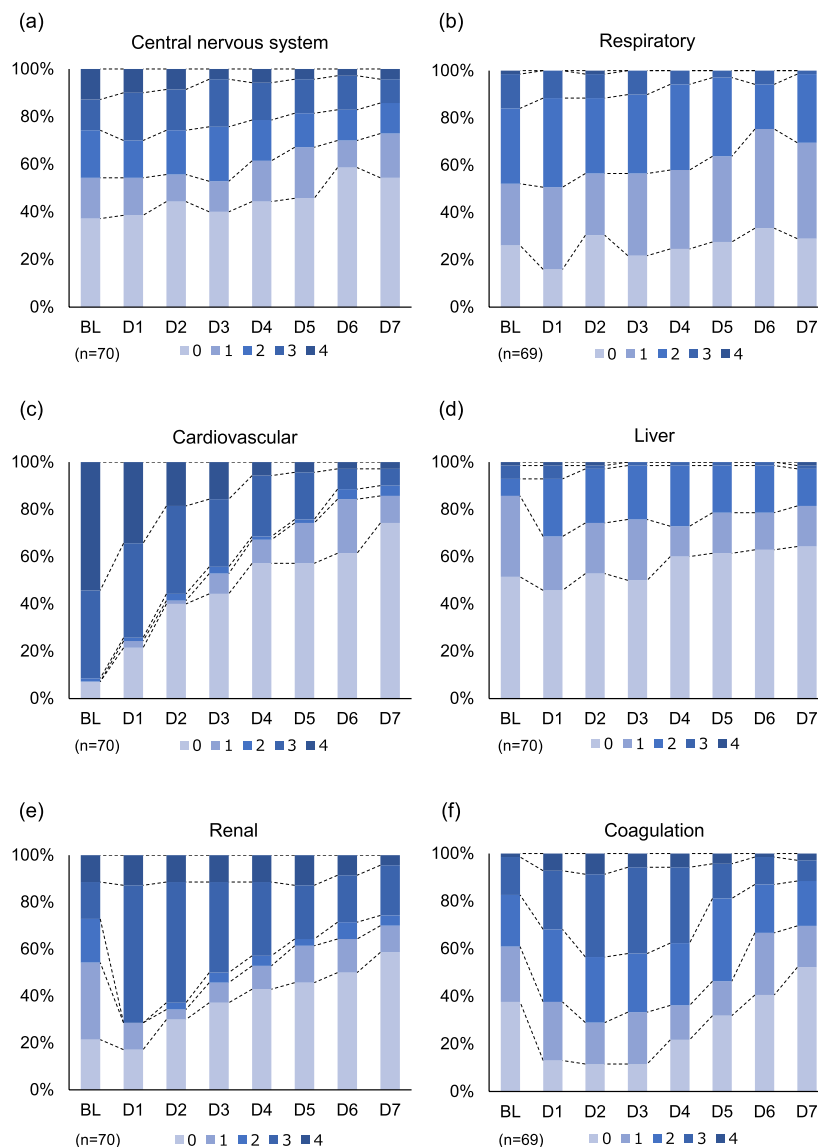 (a)
Central nervous system
100%
80%
60%
40%
20%
0%
BL D1 D2 D3 D4 D5 D6 D7
(n=70)
0 1 2 3 4
(b)
Respiratory
100%
80%
60%
40%
20%
0%
BL D1 D2 D3 D4 D5 D6 D7
(n=69)
0 1 2 3 4
(c)
Cardiovascular
100%
80%
60%
40%
20%
0%
BL D1 D2 D3 D4 D5 D6 D7
(n=70)
0 1 2 3 4
(d)
Liver
100%
80%
60%
40%
20%
0%
BL D1 D2 D3 D4 D5 D6 D7
(n=70)
0 1 2 3 4
(e)
Renal
100%
80%
60%
40%
20%
0%
BL D1 D2 D3 D4 D5 D6 D7
(n=70)
0 1 2 3 4
(f)
Coagulation
100%
80%
60%
40%
20%
0%
BL D1 D2 D3 D4 D5 D6 D7
(n=69)
0 1 2 3 4